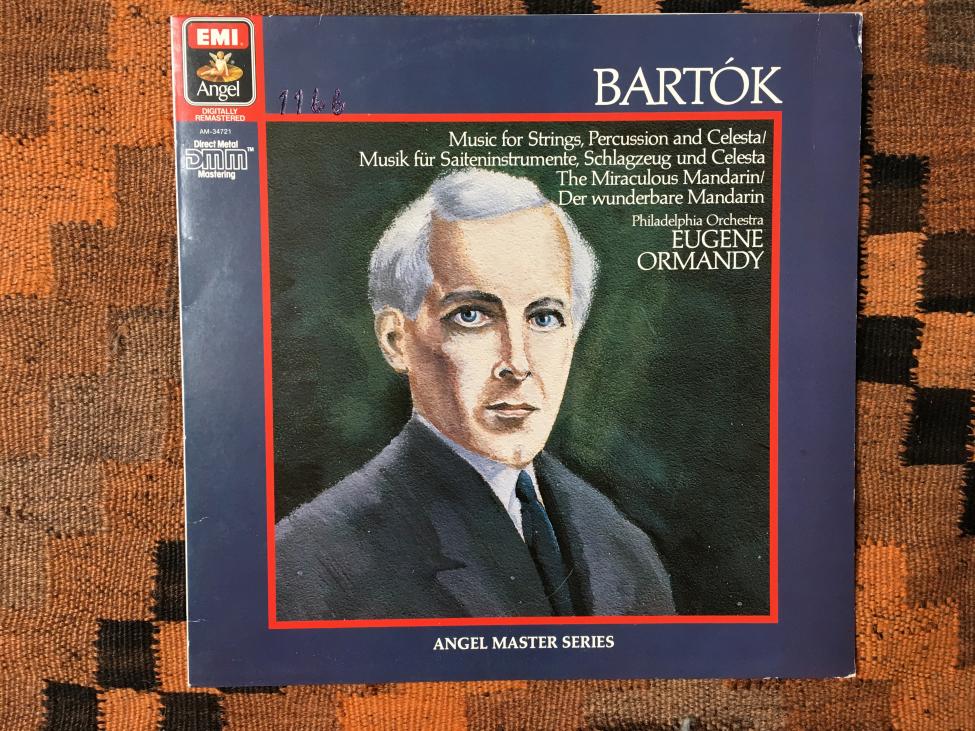 EMI
Angel
DIGITALLY
REMASTERED
AM-34721
Direct Metal
DMM™
Mastering
1166
BARTÓK
Music for Strings, Percussion and Celesta/
Musik für Saiteninstrumente, Schlagzeug und Celesta
The Miraculous Mandarin/
Der wunderbare Mandarin
Philadelphia Orchestra
EUGENE
ORMANDY
ANGEL MASTER SERIES